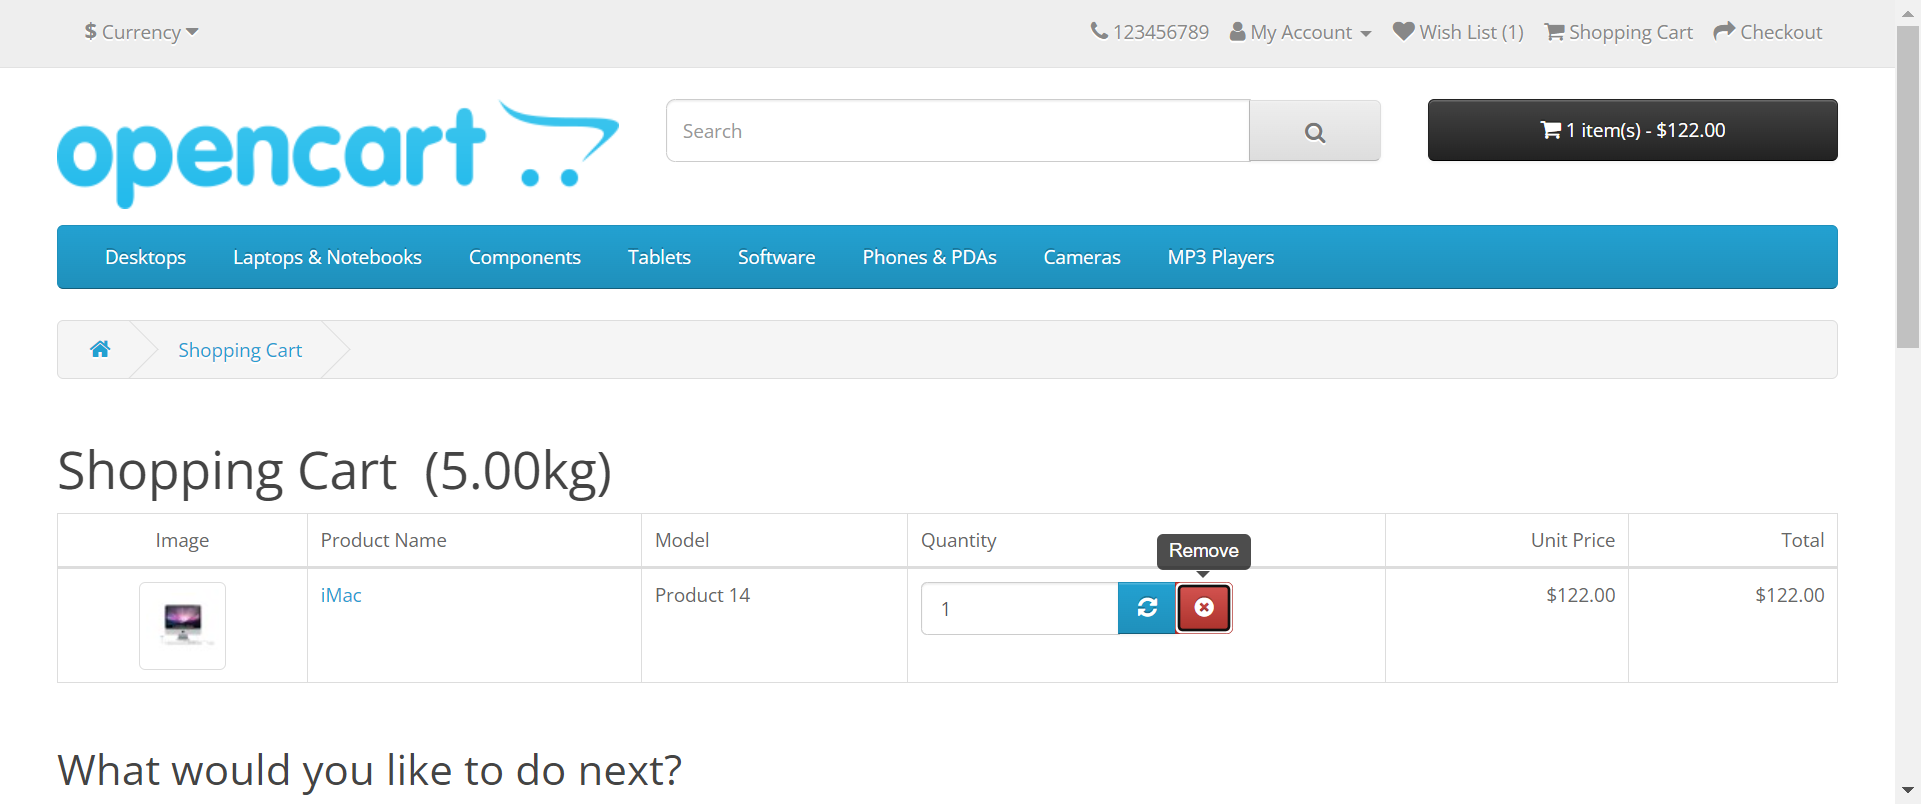 $ Currency
123456789 My Account Wish List (1) Shopping Cart Checkout
opencart
Search
1 item(s) - $122.00
Desktops Laptops & Notebooks Components Tablets Software Phones & PDAs Cameras MP3 Players
Shopping Cart
Shopping Cart (5.00kg)
Image Product Name Model Quantity Unit Price Total
Remove
iMac Product 14 1 $122.00 $122.00
What would you like to do next?